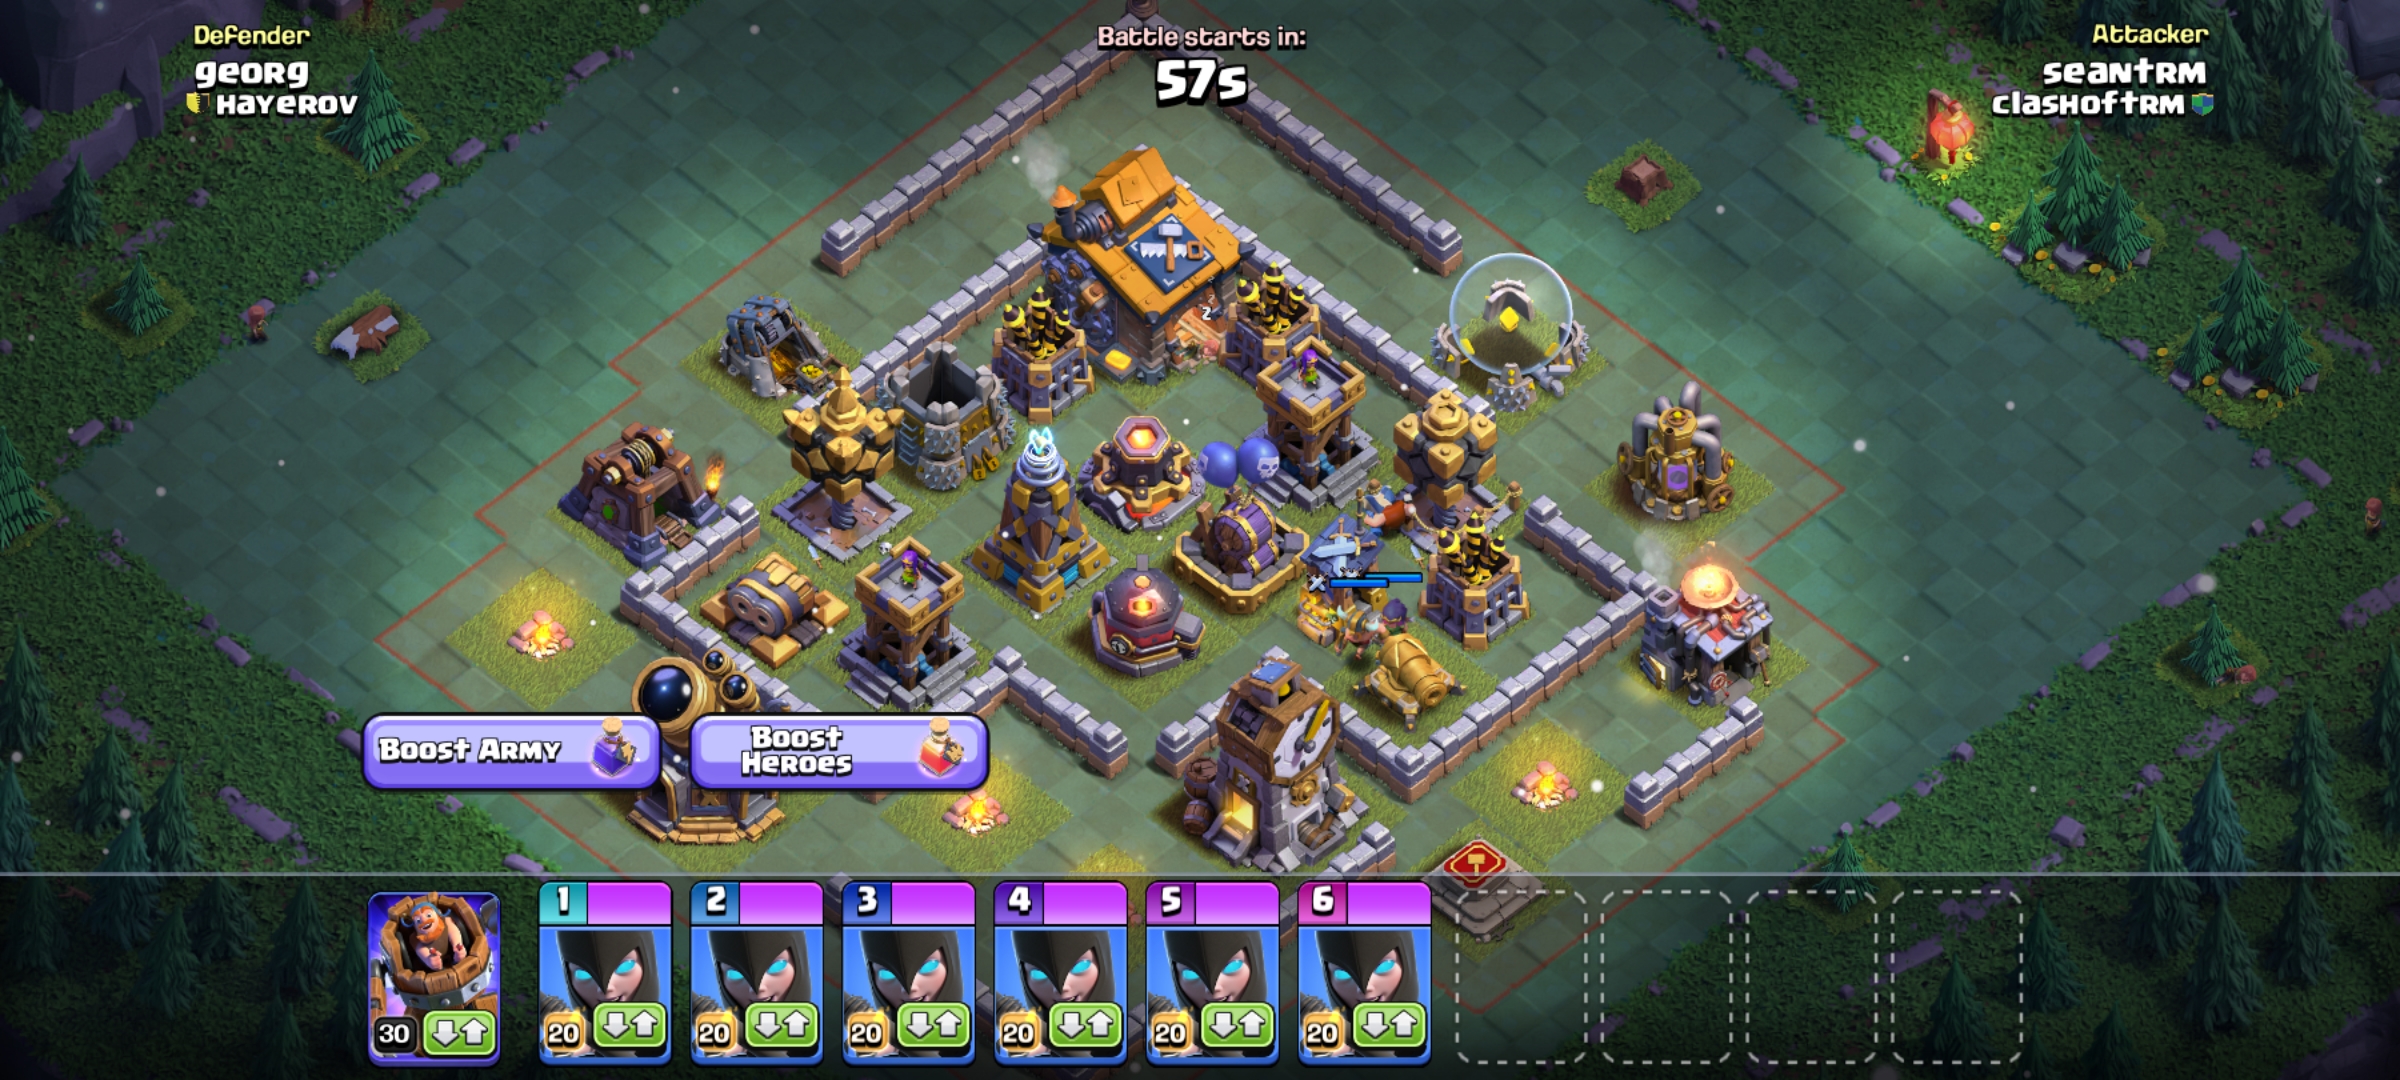 Defender
georg
HAYEROV
Battle starts in:
57s
Attacker
seantRM
clashoftRM
z
z
Boost Army
Boost
Heroes
1
2
3
4
5
6
30
20
20
20
20
20
20